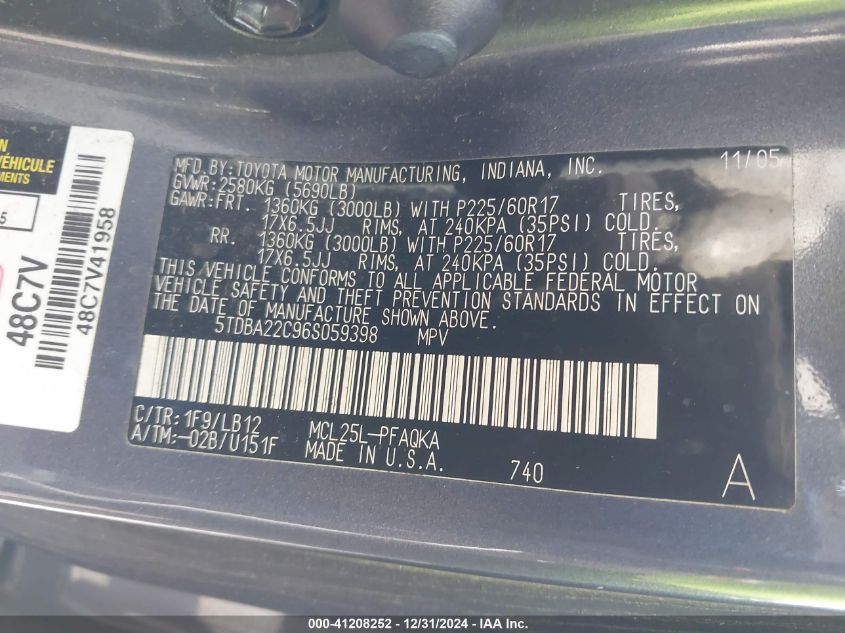 N
VÉHICULE
EMENTS
5
48C7V
48C7V41958
MFD. BY: TOYOTA MOTOR MANUFACTURING, INDIANA, INC. 11/05
GVWR: 2580KG (5690LB)
GAWR: FRT. 1360KG (3000LB) WITH P225/60R17 TIRES,
17X6.5JJ RIMS, AT 240KPA (35PSI) COLD.
RR. 1360KG (3000LB) WITH P225/60R17 TIRES,
17X6.5JJ RIMS, AT 240KPA (35PSI) COLD.
THIS VEHICLE CONFORMS TO ALL APPLICABLE FEDERAL MOTOR
VEHICLE SAFETY AND THEFT PREVENTION STANDARDS IN EFFECT ON
THE DATE OF MANUFACTURE SHOWN ABOVE.
5TDBA22C96S059398 MPV
C/TR: 1F9/LB12 MCL25L-PFAQKA
A/TM: -02B/U151F MADE IN U.S.A. 740 A
000-41208252 - 12/31/2024 - IAA Inc.